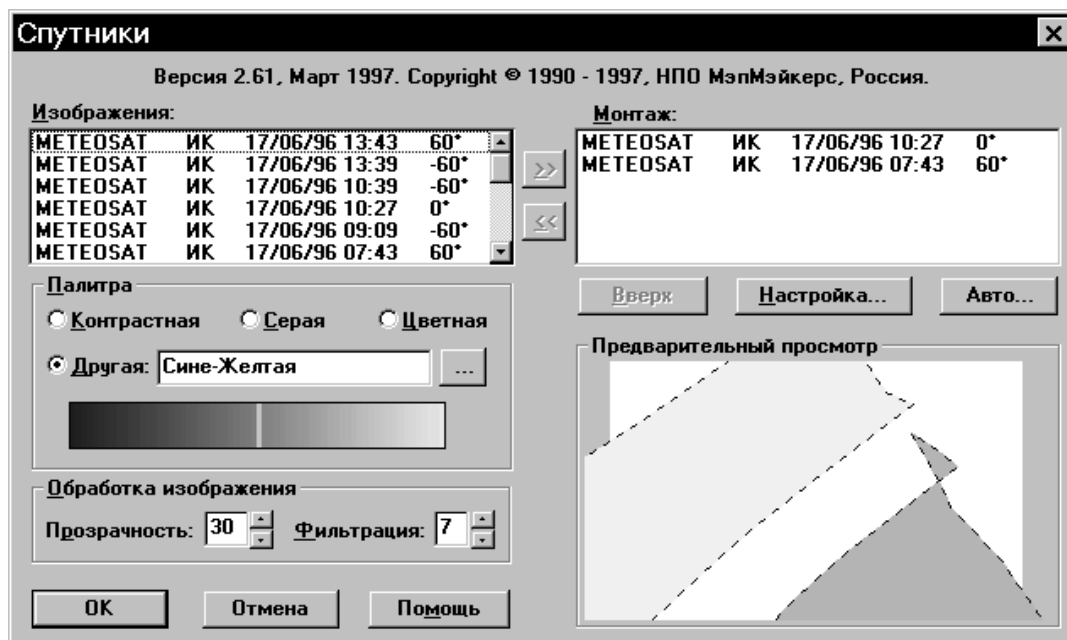 Спутники
Версия 2.61, Март 1997. Copyright © 1990 - 1997, НПО МэпМэйкерс, Россия.
Изображения:
METEOSAT ИК 17/06/96 13:43 60°
METEOSAT ИК 17/06/96 13:39 -60°
METEOSAT ИК 17/06/96 10:39 -60°
METEOSAT ИК 17/06/96 10:27 0°
METEOSAT ИК 17/06/96 09:09 -60°
METEOSAT ИК 17/06/96 07:43 60°
>>
<<
Монтаж:
METEOSAT ИК 17/06/96 10:27 0°
METEOSAT ИК 17/06/96 07:43 60°
Вверх Настройка... Авто...
Палитра
Контрастная Серая Цветная
Другая: Сине-Желтая ...
Обработка изображения
Прозрачность: 30 Фильтрация: 7
Предварительный просмотр
OK Отмена Помощь